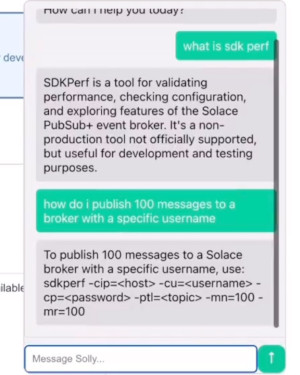 How can I help you today?
what is sdk perf
SDKPerf is a tool for validating
performance, checking configuration,
and exploring features of the Solace
PubSub+ event broker. It's a non-
production tool not officially supported,
but useful for development and testing
purposes.
how do i publish 100 messages to a
broker with a specific username
To publish 100 messages to a Solace
broker with a specific username, use:
sdkperf -cip=<host> -cu=<username> -
cp=<password> -ptl=<topic> -mn=100 -
mr=100
Message Solly...